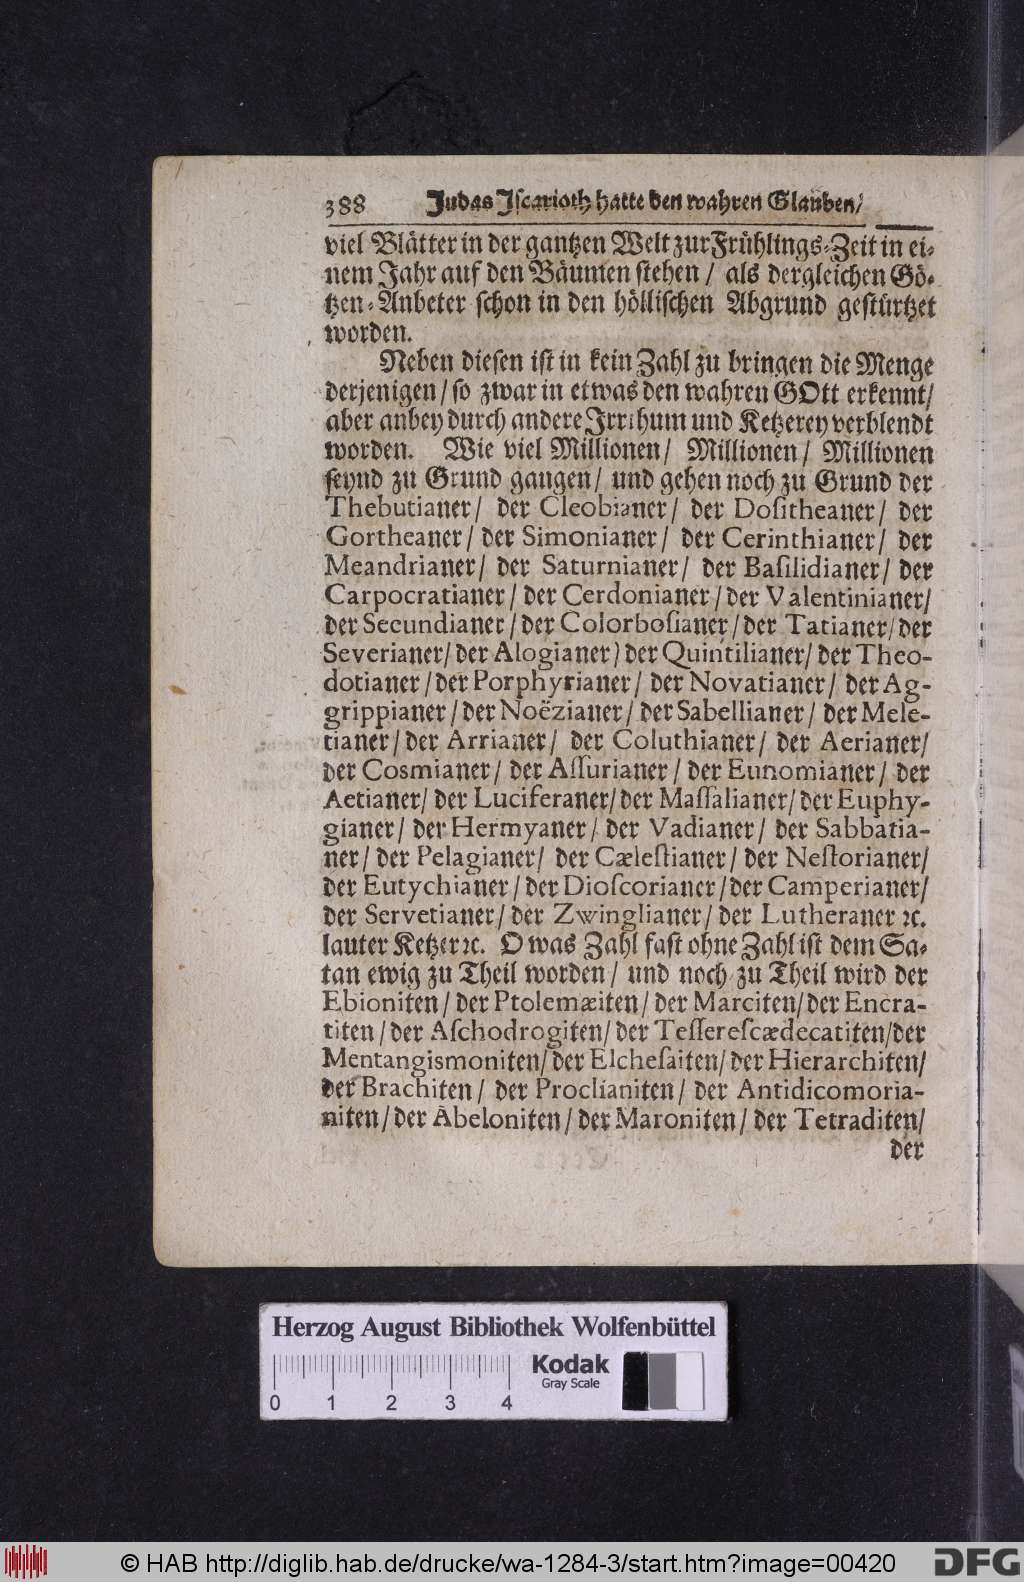 388 Judas Iſcarioth hatte den wahren Glauben/
viel Blätter in der gantzen Welt zur Frühlings-Zeit in ei-
nem Jahr auf den Bäumen ſtehen / als dergleichen Gö-
tzen-Anbeter ſchon in den höllischen Abgrund geſtürtzet
worden.
Neben dieſen iſt in kein Zahl zu bringen die Menge
derjenigen / ſo zwar in etwas den wahren GOtt erkennt/
aber anbey durch andere Irrthum und Ketzerey verblendt
worden. Wie viel Millionen / Millionen / Millionen
ſeynd zu Grund gangen / und gehen noch zu Grund der
Thebutianer / der Cleobianer / der Doſitheaner / der
Gortheaner / der Simonianer / der Cerinthianer / der
Meandrianer / der Saturnianer / der Baſilidianer / der
Carpocratianer / der Cerdonianer / der Valentinianer/
der Secundianer / der Colorboſianer / der Tatianer / der
Severianer / der Alogianer) der Quintilianer / der Theo-
dotianer / der Porphyrianer / der Novatianer / der Ag-
grippianer / der Noëzianer / der Sabellianer / der Mele-
tianer / der Arrianer / der Coluthianer / der Aerianer/
der Cosmianer / der Aſſurianer / der Eunomianer / der
Aetianer / der Luciferaner / der Maſſalianer / der Euphy-
gianer / der Hermyaner / der Vadianer / der Sabbatia-
ner / der Pelagianer / der Cæleſtianer / der Neſtorianer/
der Eutychianer / der Dioſcorianer / der Camperianer/
der Servetianer / der Zwinglianer / der Lutheraner ꝛc.
lauter Ketzer ꝛc. O was Zahl faſt ohne Zahl iſt dem Sa-
tan ewig zu Theil worden / und noch zu Theil wird der
Ebioniten / der Ptolemæiten / der Marciten / der Encra-
titen / der Aſchodrogiten / der Teſſereſcædecatiten / der
Mentangismoniten / der Elcheſaiten / der Hierarchiten/
der Brachiten / der Proclianiten / der Antidicomoria-
niten / der Abeloniten / der Maroniten / der Tetraditen/
der
Herzog August Bibliothek Wolfenbüttel
Kodak
Gray Scale
0 1 2 3 4
© HAB http://diglib.hab.de/drucke/wa-1284-3/start.htm?image=00420
DFG